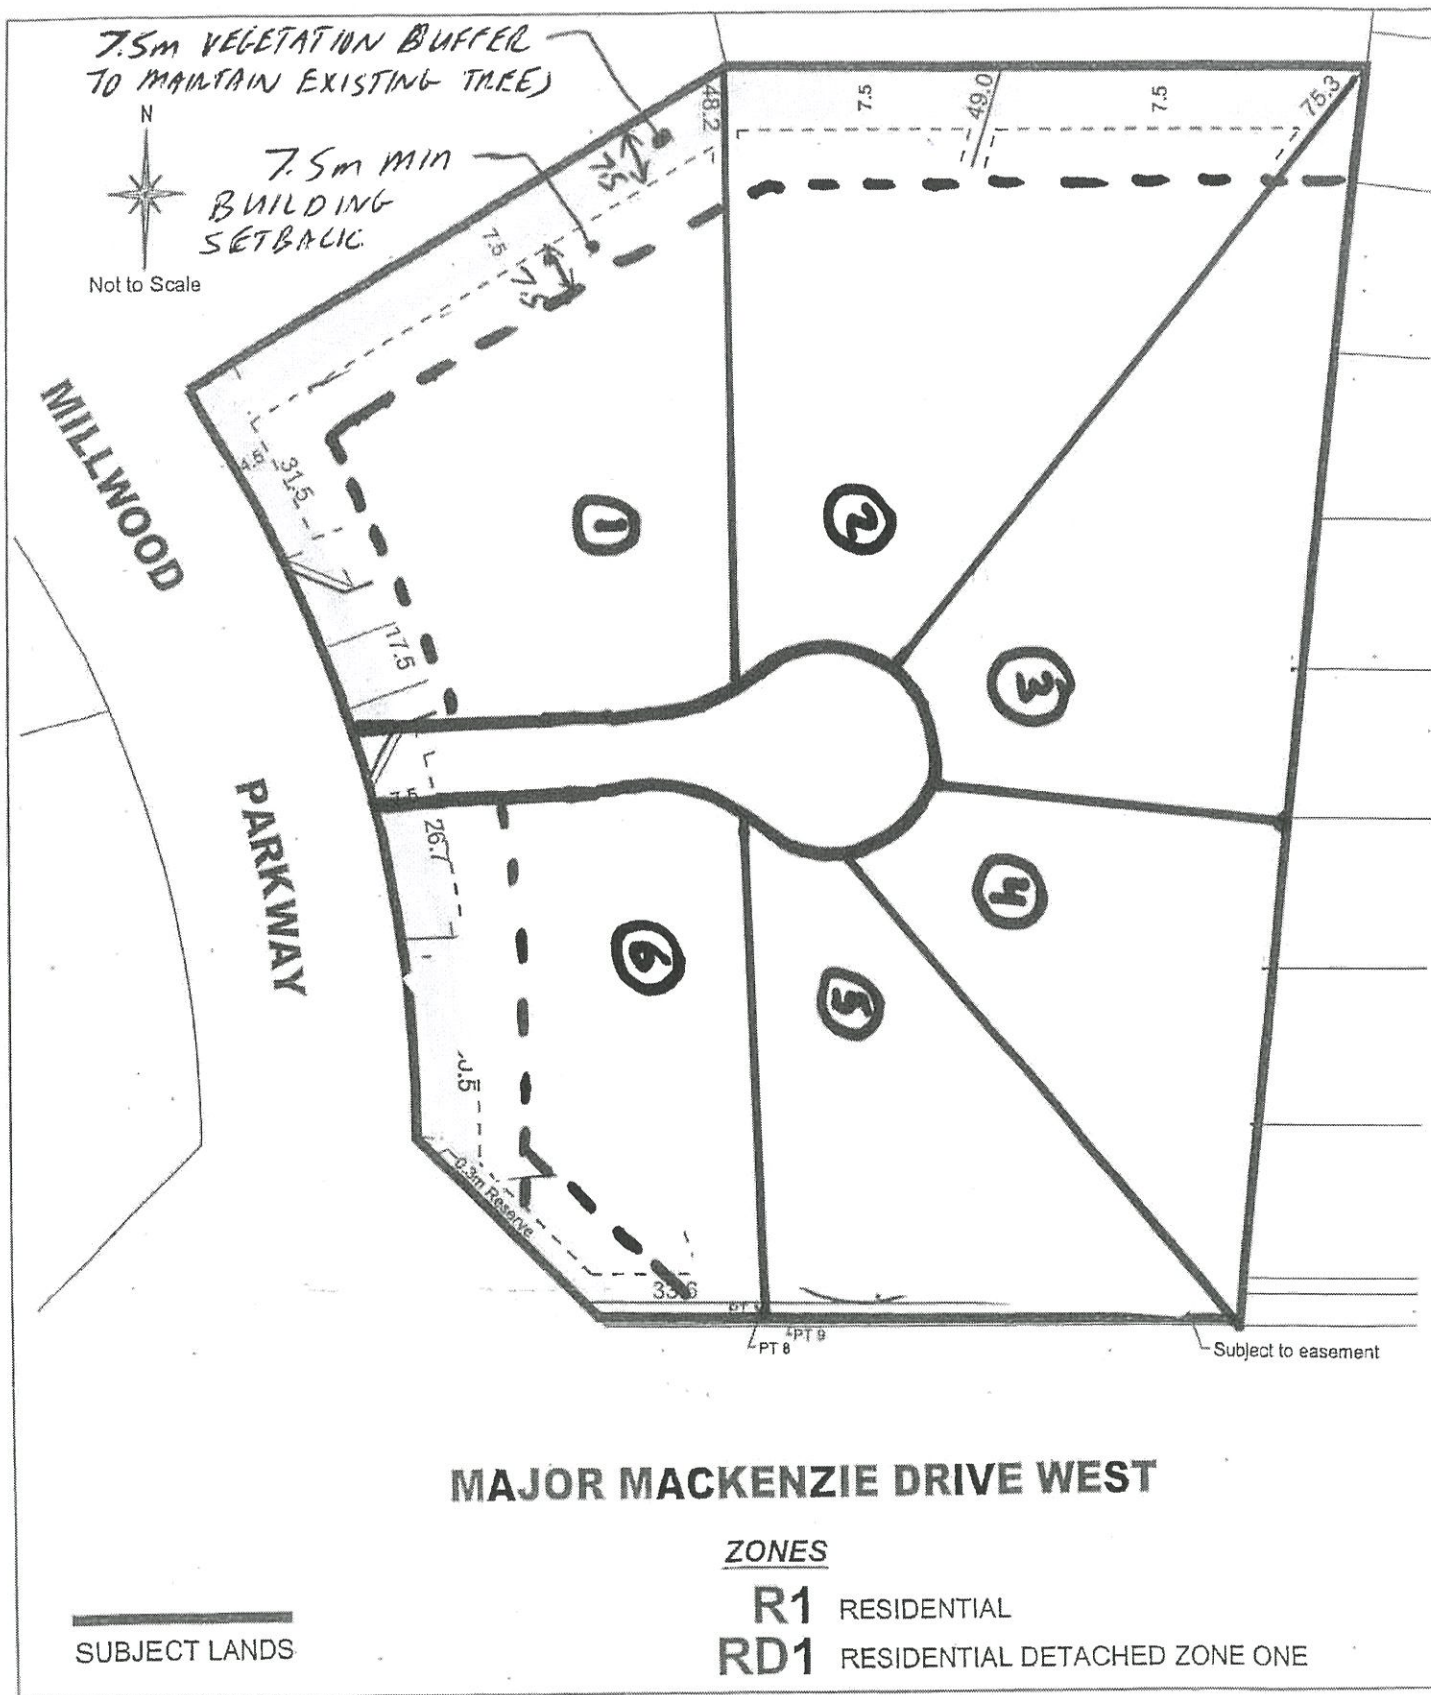 7.5m VEGETATION BUFFER
TO MAINTAIN EXISTING TREES
N
7.5m MIN
BUILDING
SETBACK
Not to Scale
48.2
7.5
49.0
7.5
75.3
7.5
7.5
7.5
MILLWOOD
4.5
31.5
1
2
17.5
3
PARKWAY
7.5
26.7
4
6
5
0.3m Reserve
33.6
PT 8
PT 9
Subject to easement
MAJOR MACKENZIE DRIVE WEST
ZONES
R1 RESIDENTIAL
RD1 RESIDENTIAL DETACHED ZONE ONE
SUBJECT LANDS